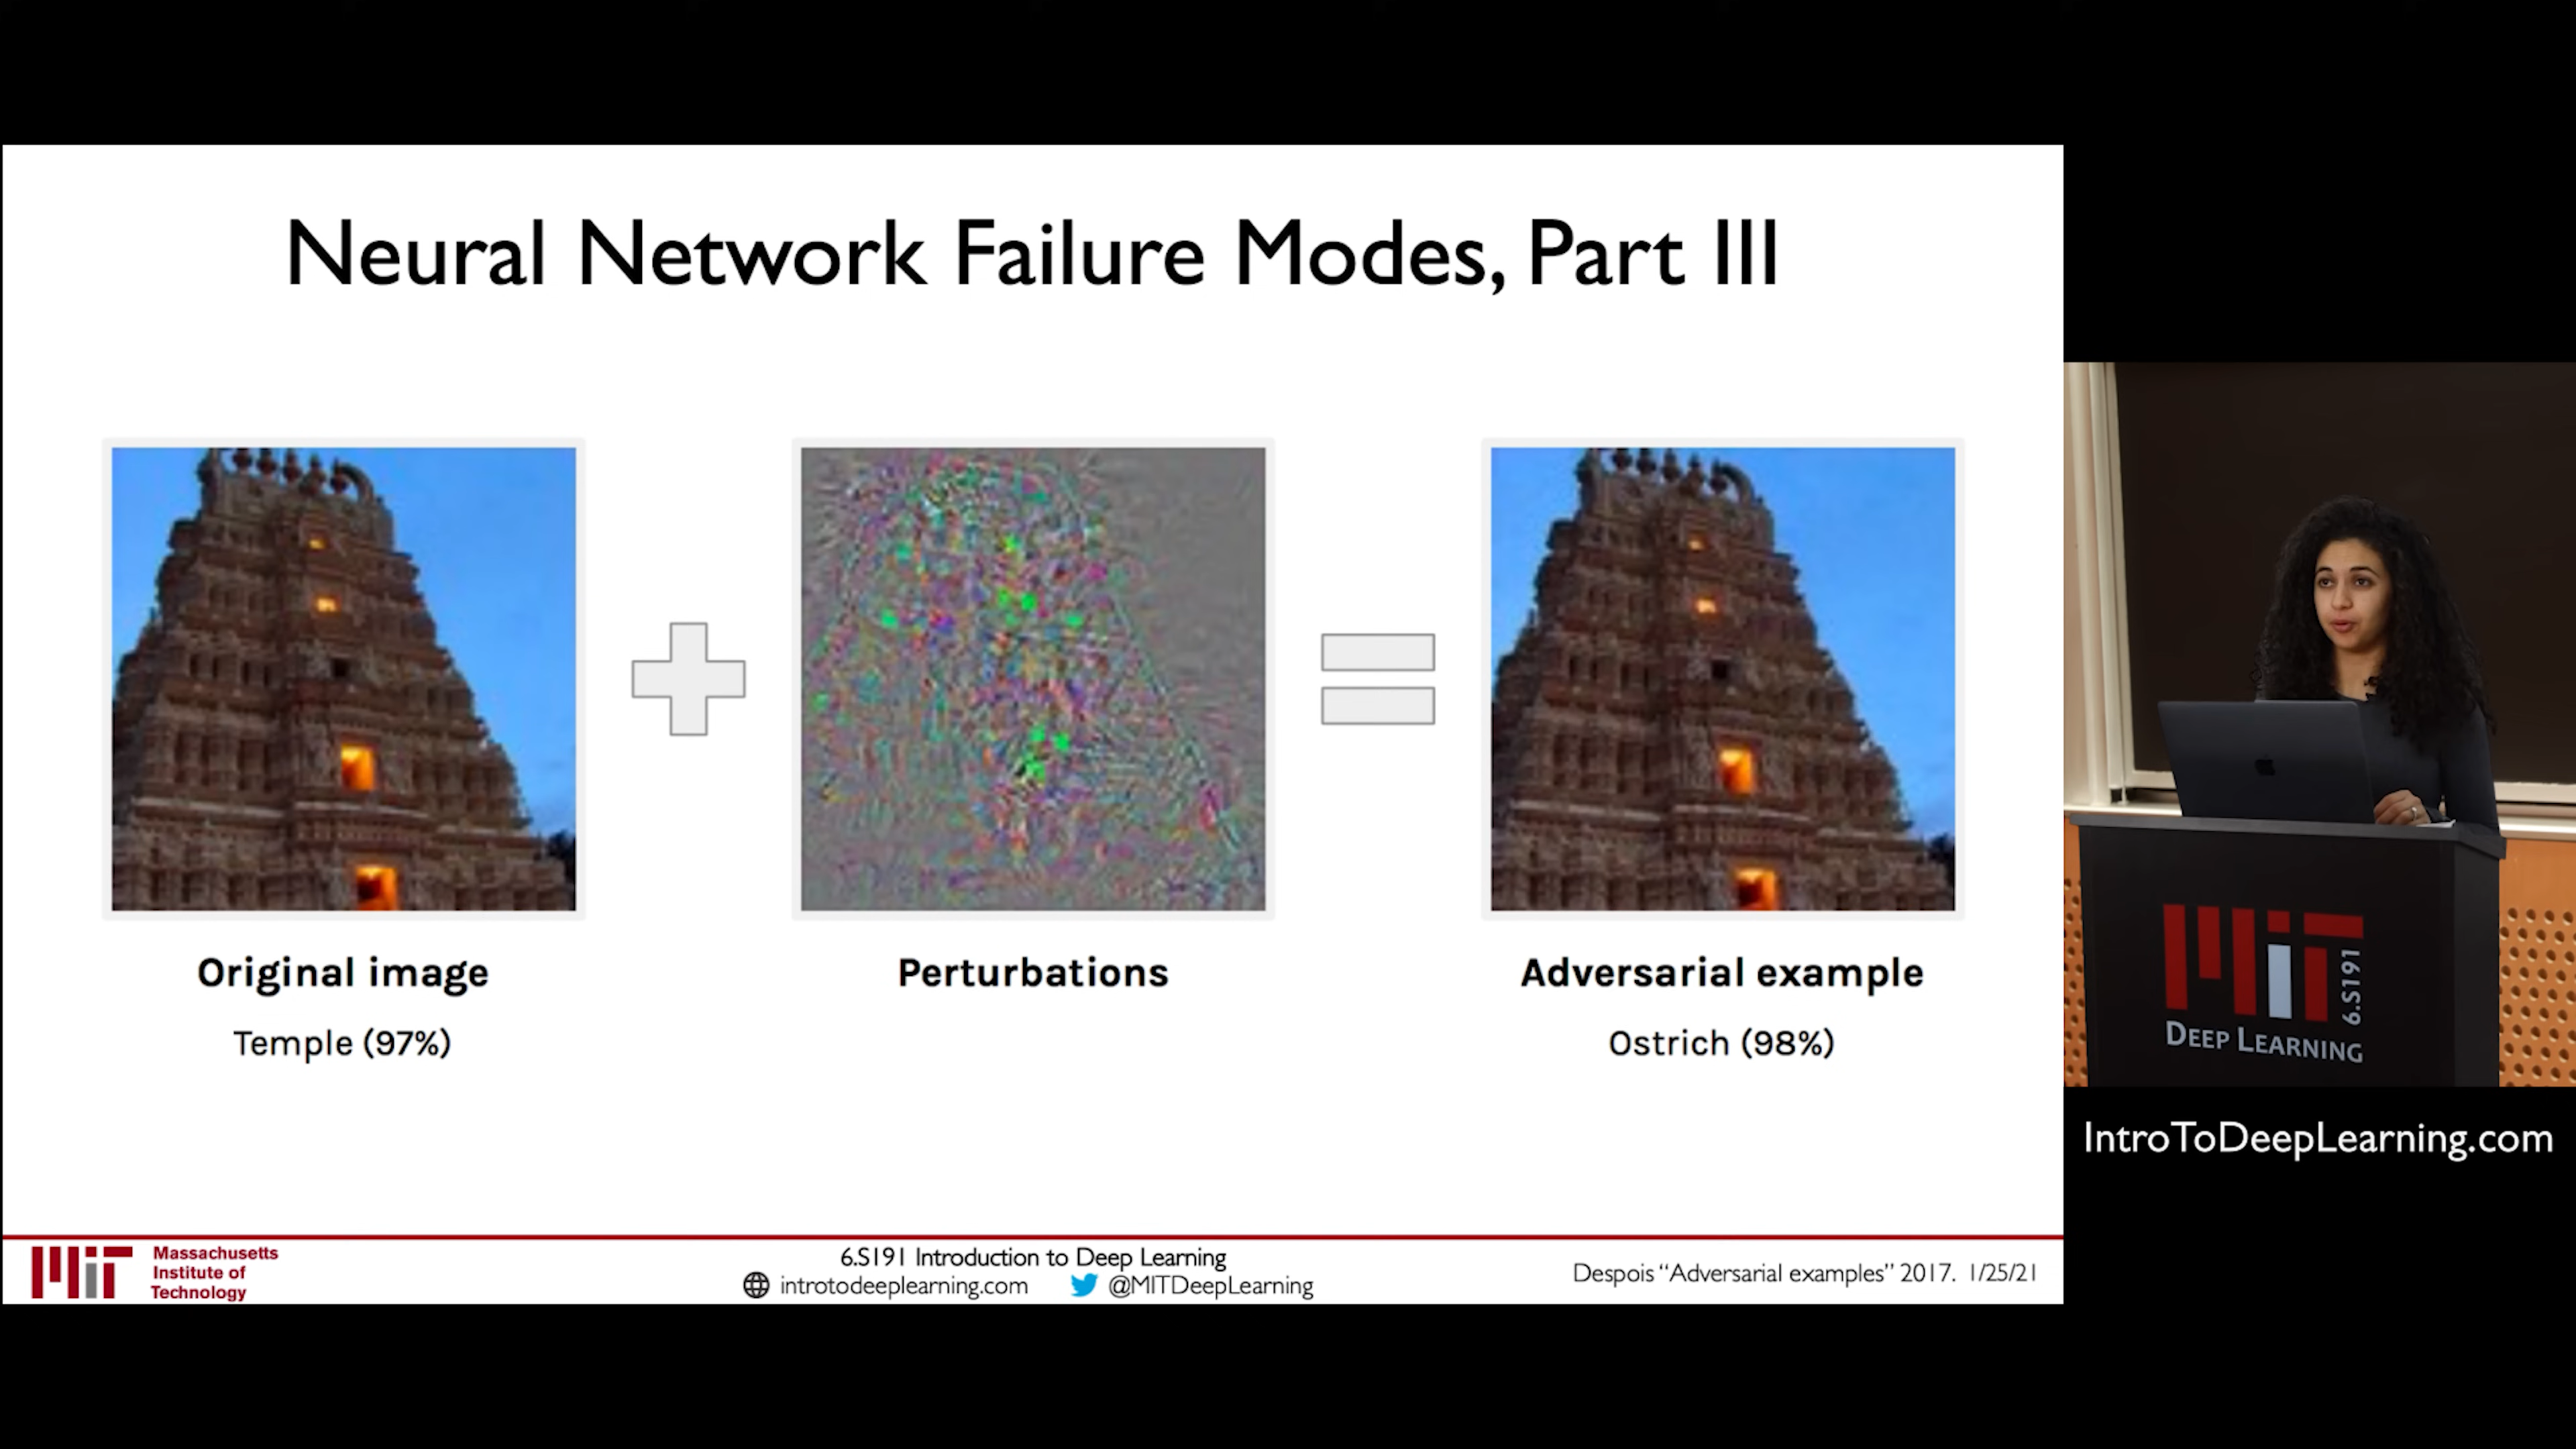 Neural Network Failure Modes, Part III
Original image
Temple (97%)
Perturbations
Adversarial example
Ostrich (98%)
MIT
Massachusetts
Institute of
Technology
6.S191 Introduction to Deep Learning
introtodeeplearning.com
@MITDeepLearning
Despois “Adversarial examples” 2017. 1/25/21
MIT
6.S191
DEEP LEARNING
IntroToDeepLearning.com